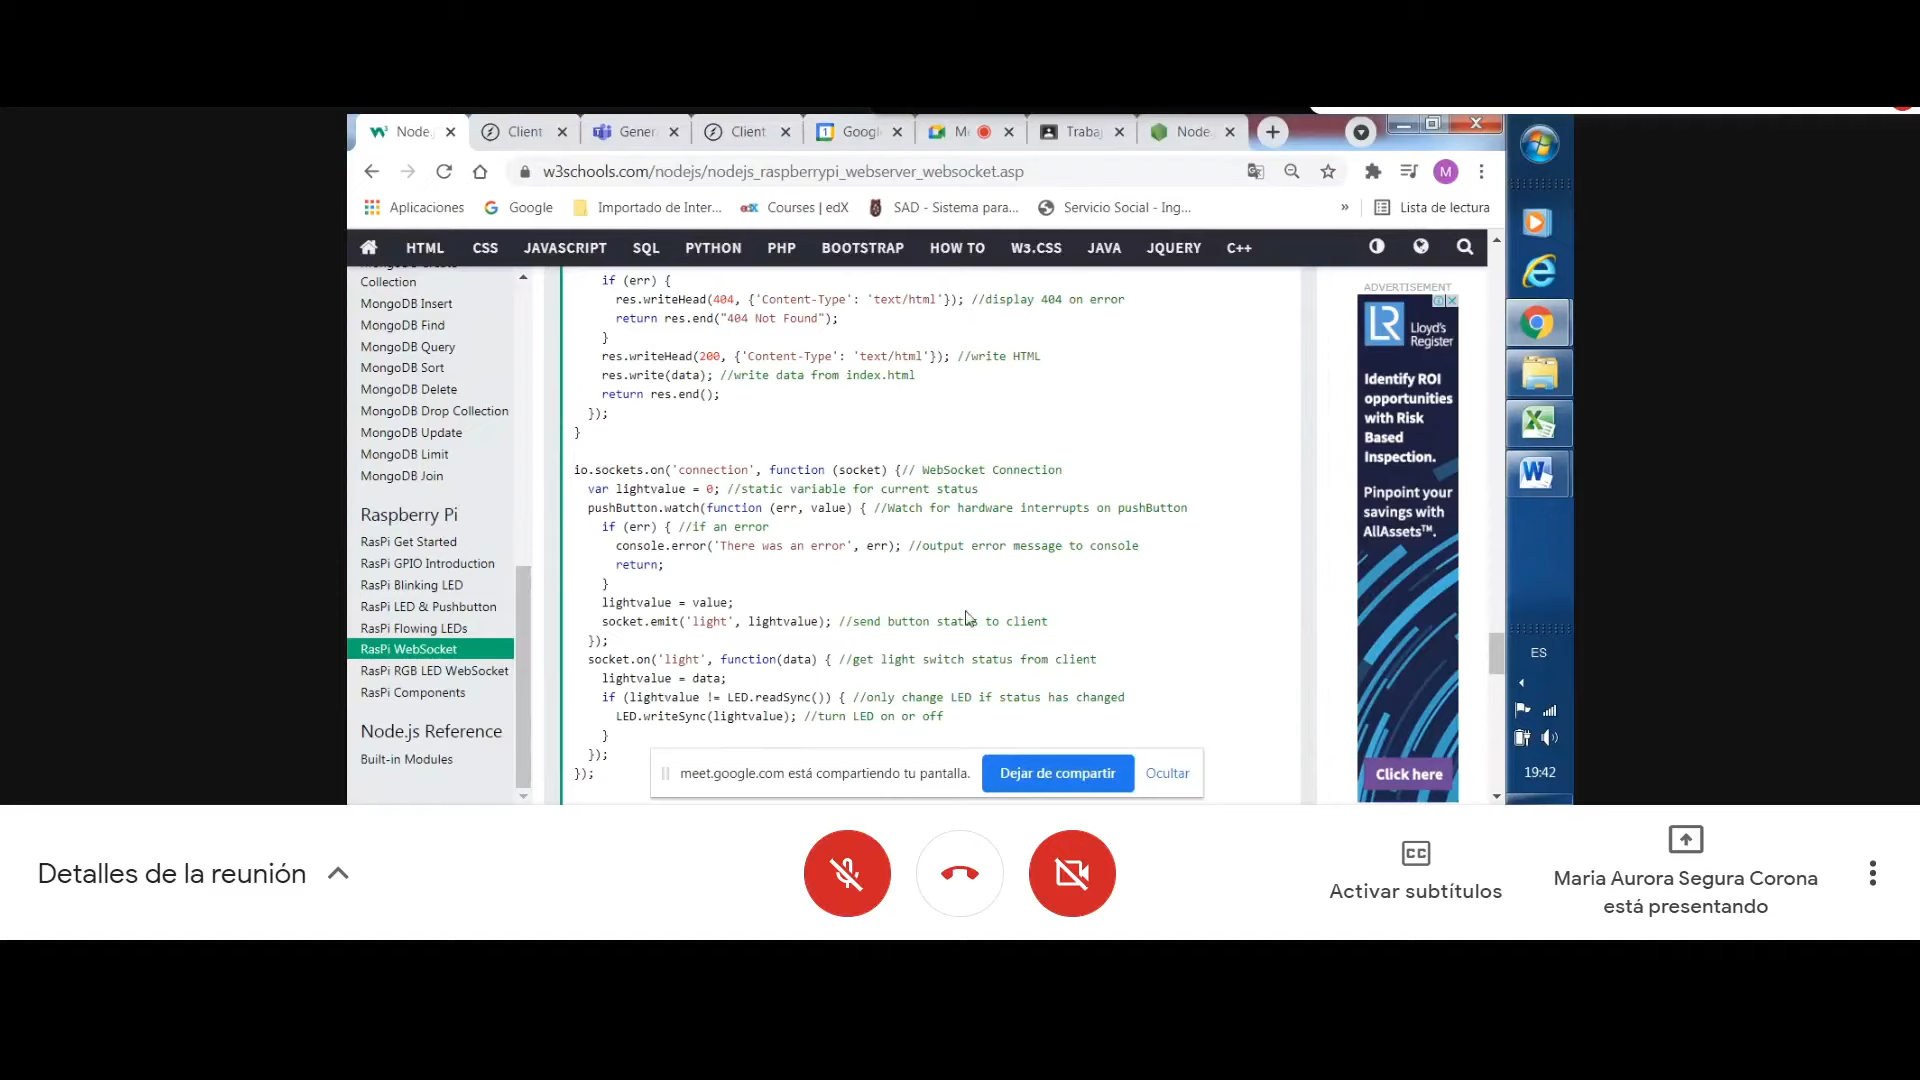 Node.
Client
Gener
Client
Googl
M
Trabaj
Node
w3schools.com/nodejs/nodejs_raspberrypi_webserver_websocket.asp
M
Aplicaciones
Google
Importado de Inter...
Courses | edX
SAD - Sistema para...
Servicio Social - Ing...
»
Lista de lectura
HTML
CSS
JAVASCRIPT
SQL
PYTHON
PHP
BOOTSTRAP
HOW TO
W3.CSS
JAVA
JQUERY
C++
Collection
MongoDB Insert
MongoDB Find
MongoDB Query
MongoDB Sort
MongoDB Delete
MongoDB Drop Collection
MongoDB Update
MongoDB Limit
MongoDB Join
Raspberry Pi
RasPi Get Started
RasPi GPIO Introduction
RasPi Blinking LED
RasPi LED & Pushbutton
RasPi Flowing LEDs
RasPi WebSocket
RasPi RGB LED WebSocket
RasPi Components
Node.js Reference
Built-in Modules
if (err) {
res.writeHead(404, {'Content-Type': 'text/html'}); //display 404 on error
return res.end("404 Not Found");
}
res.writeHead(200, {'Content-Type': 'text/html'}); //write HTML
res.write(data); //write data from index.html
return res.end();
});
}
io.sockets.on('connection', function (socket) {// WebSocket Connection
var lightvalue = 0; //static variable for current status
pushButton.watch(function (err, value) { //Watch for hardware interrupts on pushButton
if (err) { //if an error
console.error('There was an error', err); //output error message to console
return;
}
lightvalue = value;
socket.emit('light', lightvalue); //send button status to client
});
socket.on('light', function(data) { //get light switch status from client
lightvalue = data;
if (lightvalue != LED.readSync()) { //only change LED if status has changed
LED.writeSync(lightvalue); //turn LED on or off
}
});
});
meet.google.com está compartiendo tu pantalla.
Dejar de compartir
Ocultar
ADVERTISEMENT
LR
Lloyd's
Register
Identify ROI
opportunities
with Risk
Based
Inspection.
Pinpoint your
savings with
AllAssets™.
Click here
ES
19:42
Detalles de la reunión
CC
Activar subtítulos
Maria Aurora Segura Corona
está presentando